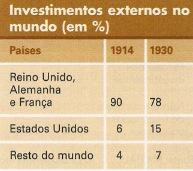 Investimentos externos no
mundo (em %)
Países 1914 1930
Reino Unido,
Alemanha
e França 90 78
Estados Unidos 6 15
Resto do mundo 4 7